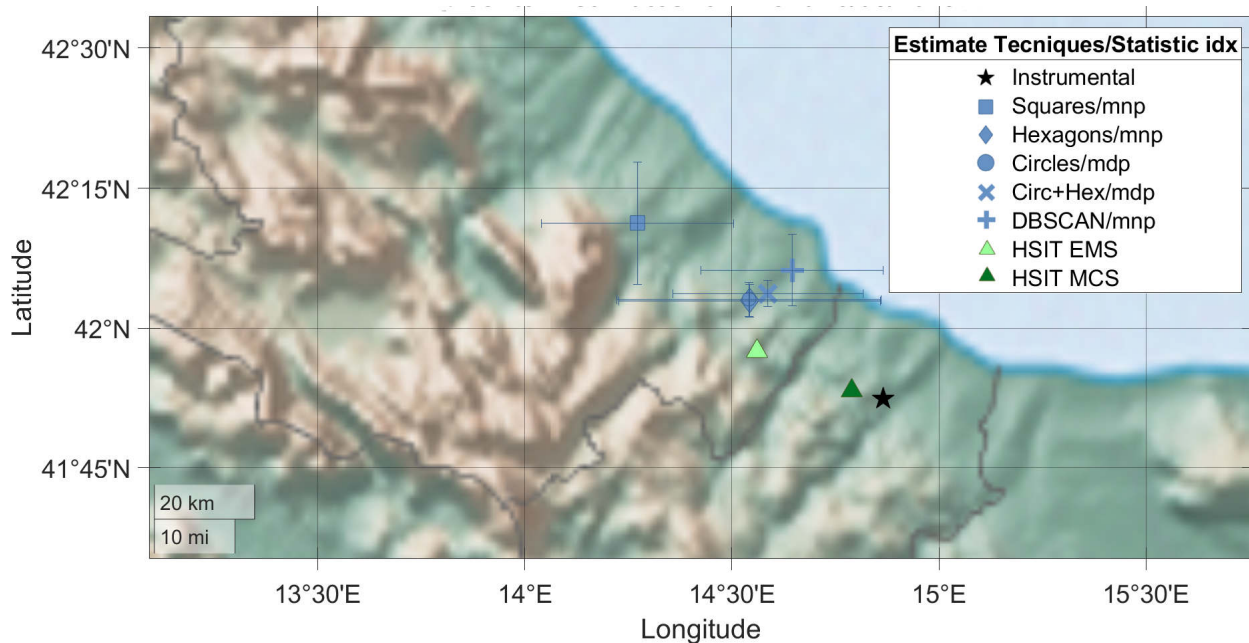 42°30'N
42°15'N
42°N
41°45'N
Latitude
Estimate Tecniques/Statistic idx
Instrumental
Squares/mnp
Hexagons/mnp
Circles/mdp
Circ+Hex/mdp
DBSCAN/mnp
HSIT EMS
HSIT MCS
20 km
10 mi
13°30'E
14°E
14°30'E
15°E
15°30'E
Longitude